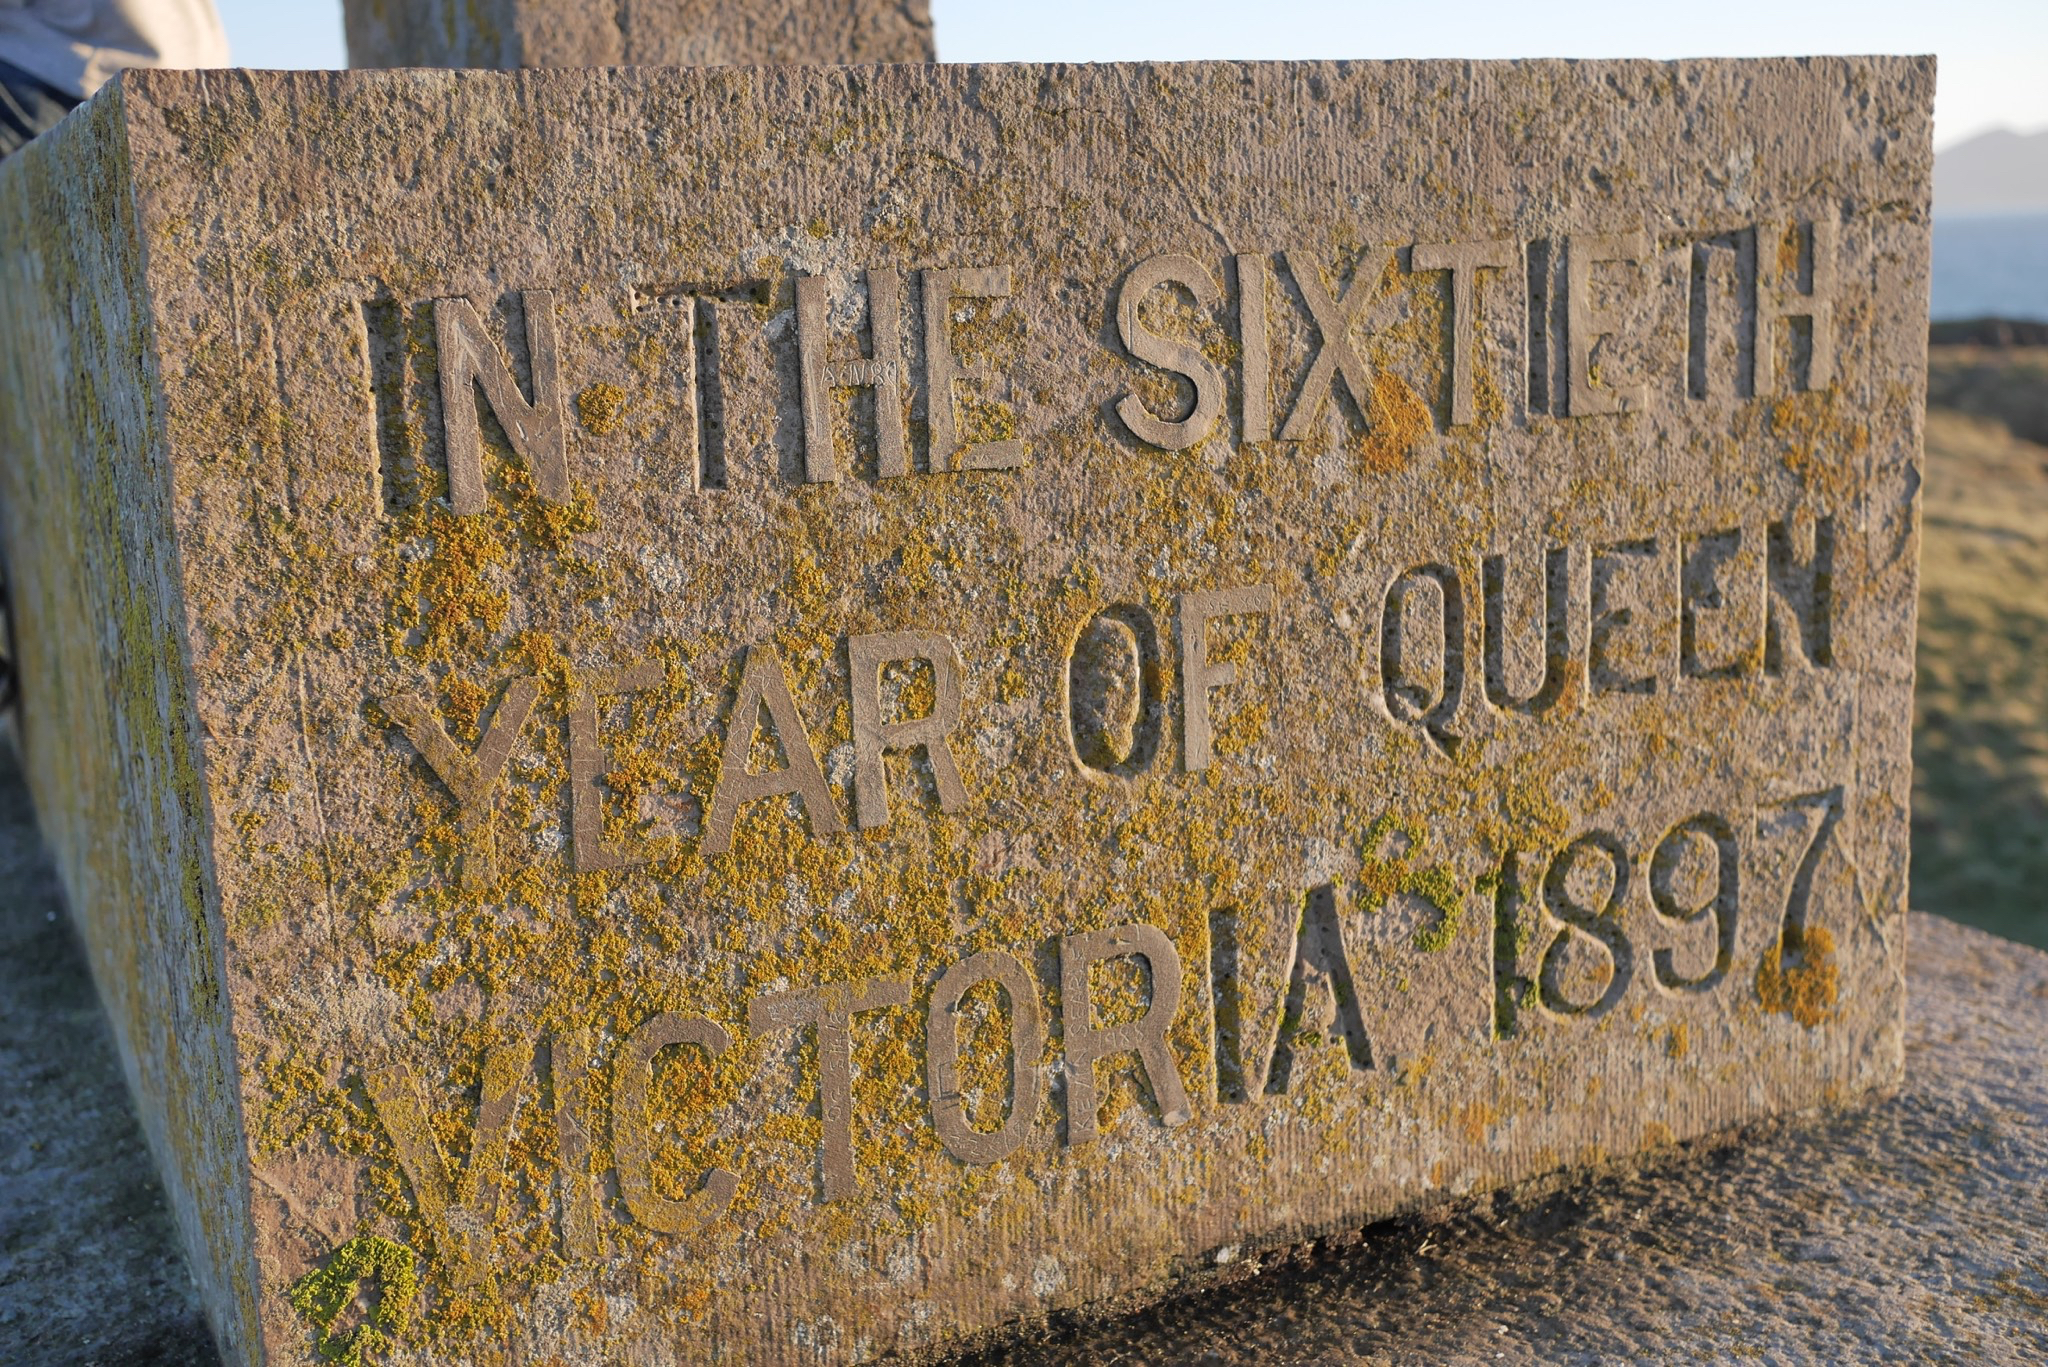 IN THE SIXTIETH
YEAR OF QUEEN
VICTORIA 1897